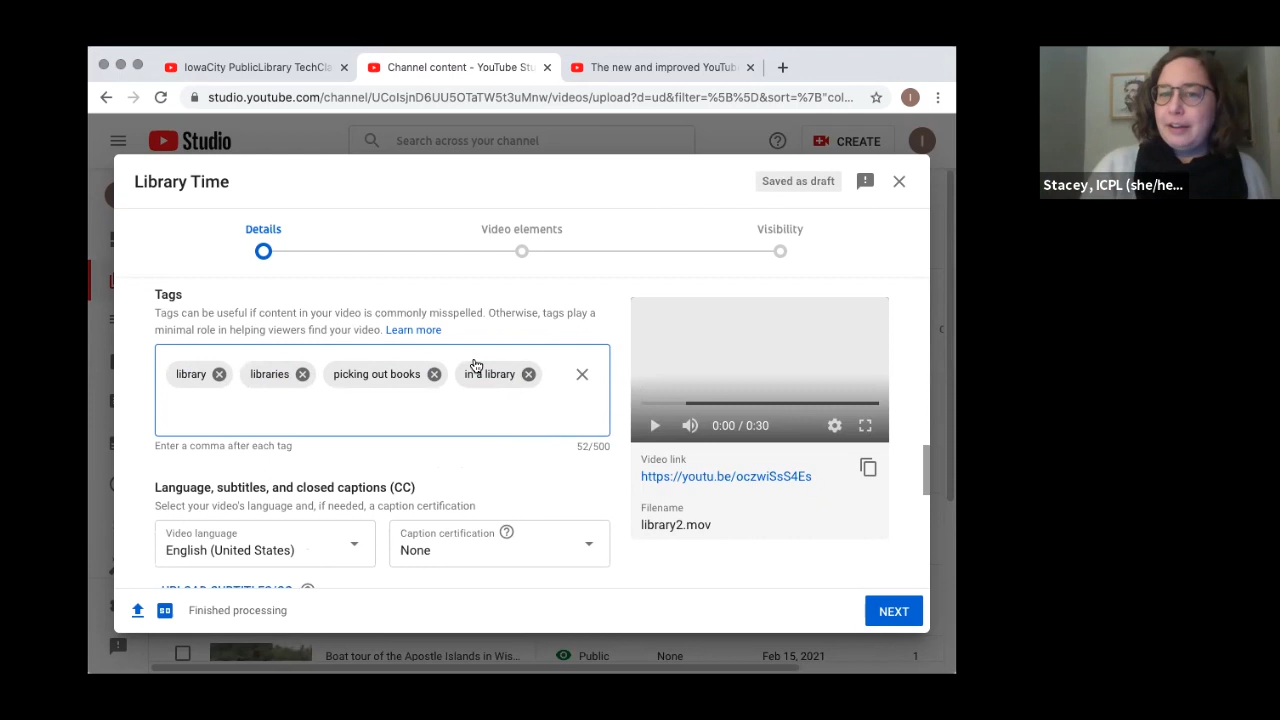 IowaCity PublicLibrary TechCla
Channel content - YouTube Stu
The new and improved YouTub
studio.youtube.com/channel/UCoIsjnD6UU5OTaTW5t3uMnw/videos/upload?d=ud&filter=%5B%5D&sort=%7B"col...
Studio
Search across your channel
CREATE
I
Library Time
Saved as draft
Details
Video elements
Visibility
Tags
Tags can be useful if content in your video is commonly misspelled. Otherwise, tags play a
minimal role in helping viewers find your video. Learn more
library
libraries
picking out books
in a library
Enter a comma after each tag
52/500
0:00 / 0:30
Video link
https://youtu.be/oczwiSsS4Es
Filename
library2.mov
Language, subtitles, and closed captions (CC)
Select your video's language and, if needed, a caption certification
Video language
English (United States)
Caption certification
None
UPLOAD SUBTITLES/CC
Finished processing
NEXT
Boat tour of the Apostle Islands in Wis...
Public
None
Feb 15, 2021
1
Stacey, ICPL (she/he...